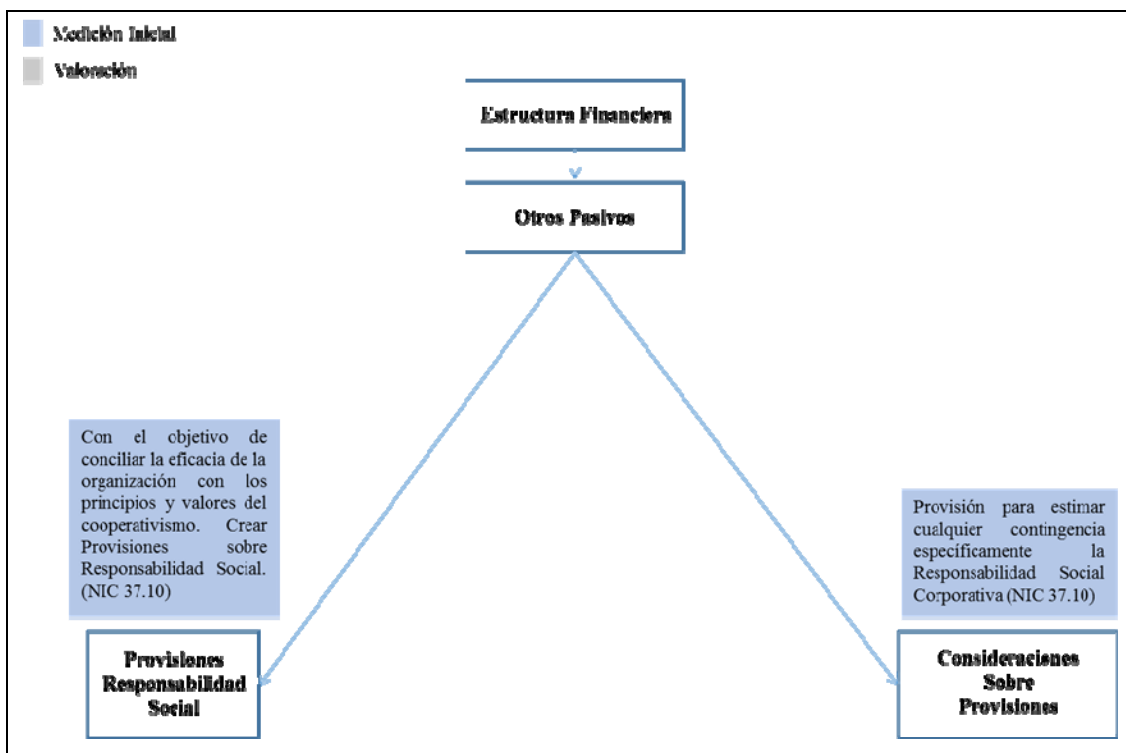 Medición Inicial
Valoración
Estructura Financiera
Otros Pasivos
Con el objetivo de
conciliar la eficacia de la
organización con los
principios y valores del
cooperativismo. Crear
Provisiones sobre
Responsabilidad Social.
(NIC 37.10)
Provisión para estimar
cualquier contingencia
específicamente la
Responsabilidad Social
Corporativa (NIC 37.10)
Provisiones
Responsabilidad
Social
Consideraciones
Sobre
Provisiones